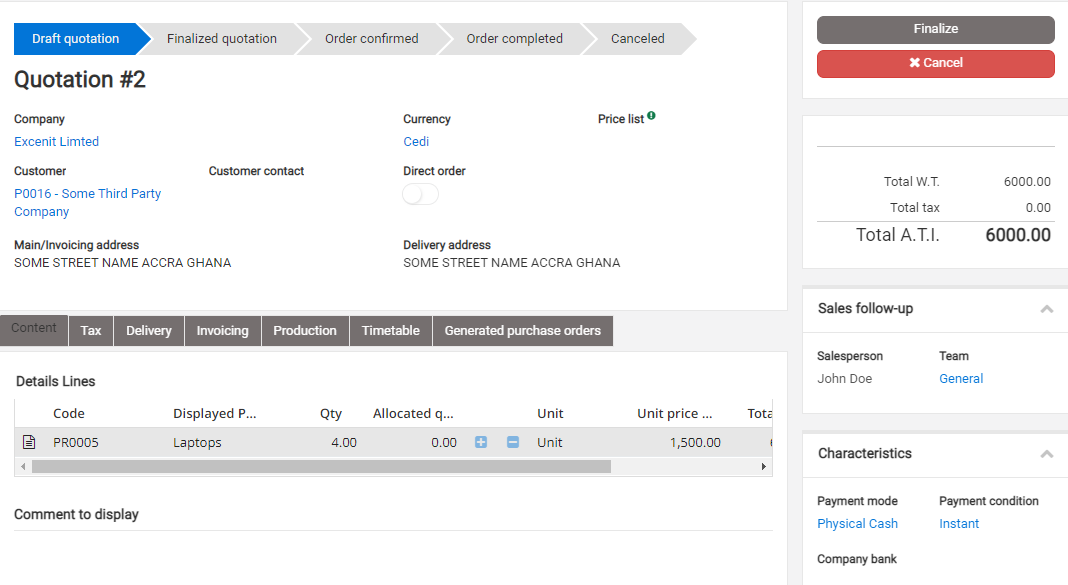 Draft quotation
Finalized quotation
Order confirmed
Order completed
Canceled
Quotation #2
Company
Currency
Price list
Excenit Limted
Cedi
Customer
Customer contact
Direct order
P0016 - Some Third Party
Company
Main/Invoicing address
Delivery address
SOME STREET NAME ACCRA GHANA
SOME STREET NAME ACCRA GHANA
Content
Tax
Delivery
Invoicing
Production
Timetable
Generated purchase orders
Details Lines
Code Displayed P... Qty Allocated q... Unit Unit price ... Tota
PR0005 Laptops 4.00 0.00 Unit 1,500.00
Comment to display
Finalize
Cancel
Total W.T. 6000.00
Total tax 0.00
Total A.T.I. 6000.00
Sales follow-up
Salesperson
Team
John Doe
General
Characteristics
Payment mode
Payment condition
Physical Cash
Instant
Company bank